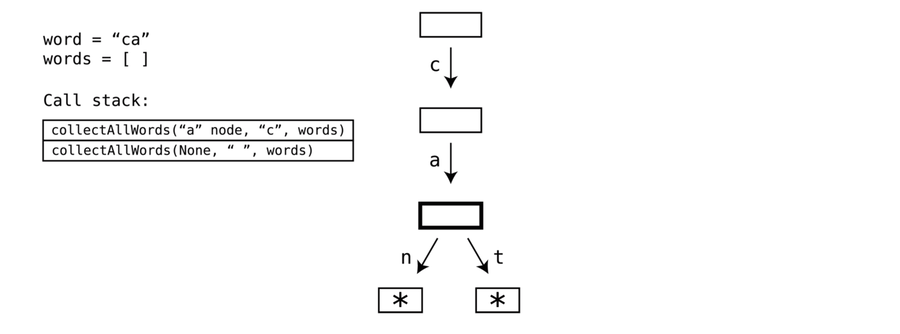 word = “ca”
words = [ ]
Call stack:
collectAllWords(“a” node, “c”, words)
collectAllWords(None, “ ”, words)
c
a
n t
* *